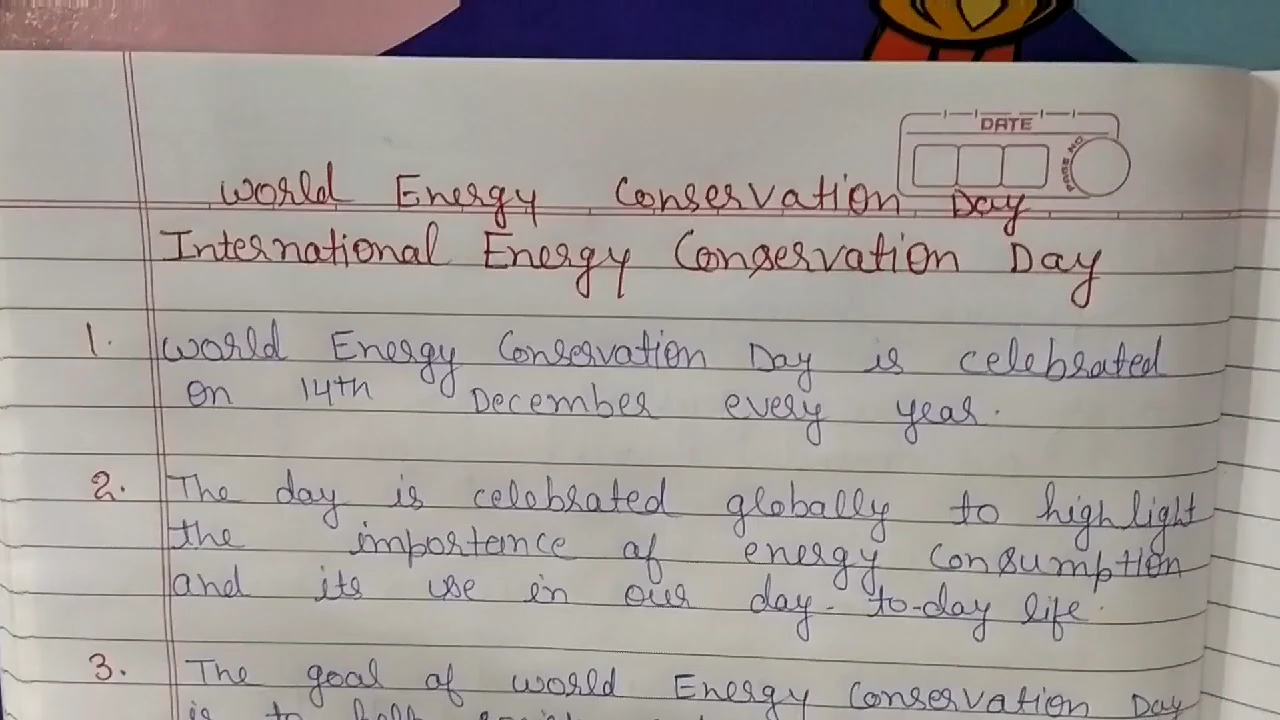 DATE
PAGE NO
World Energy Conservation Day
International Energy Conservation Day
1. World Energy Conservation Day is celebrated
on 14th December every year.
2. The day is celebrated globally to highlight
the importance of energy consumption
and its use in our day-to-day life.
3. The goal of world Energy Conservation Day
is to